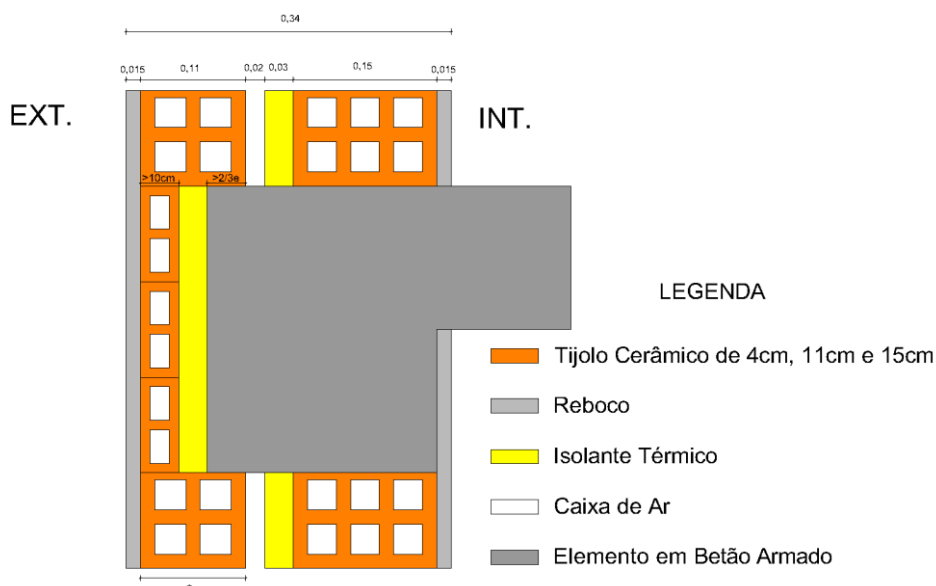 0,34
0,015 0,11 0,02 0,03 0,15 0,015
EXT. INT.
>10cm >2/3e
LEGENDA
Tijolo Cerâmico de 4cm, 11cm e 15cm
Reboco
Isolante Térmico
Caixa de Ar
Elemento em Betão Armado